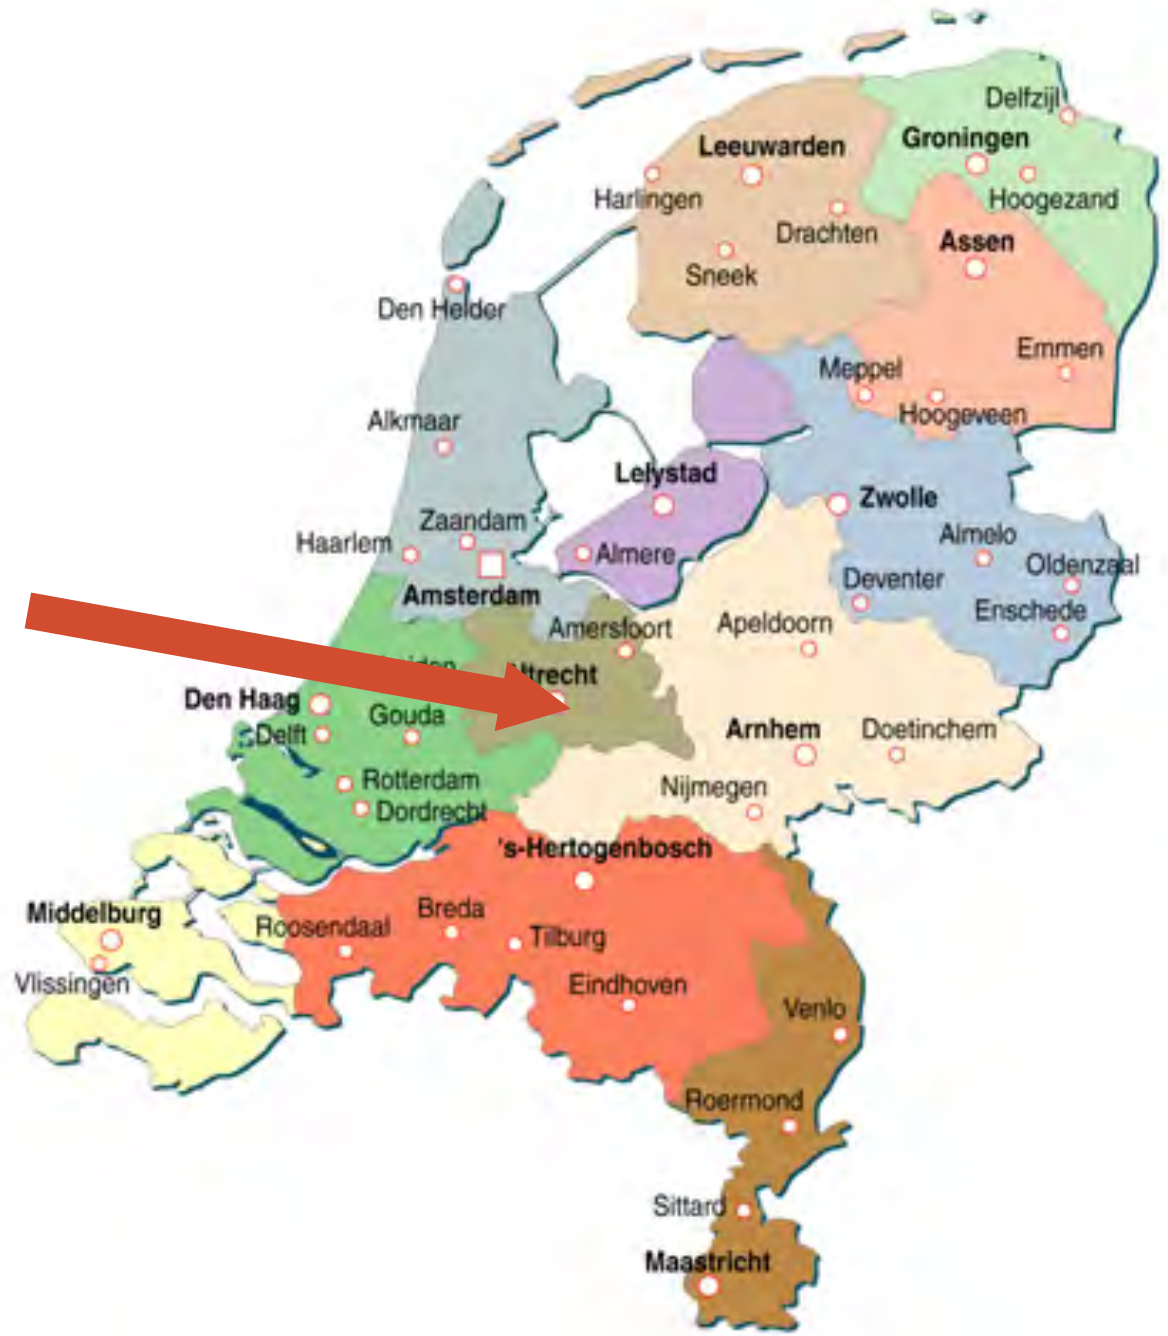 Delfzijl
Groningen
Leeuwarden
Harlingen
Hoogezand
Drachten
Assen
Sneek
Den Helder
Emmen
Meppel
Hoogeveen
Alkmaar
Lelystad
Zwolle
Zaandam
Almelo
Haarlem
Almere
Oldenzaal
Deventer
Amsterdam
Enschede
Amersfoort
Apeldoorn
Den Haag
Gouda
Arnhem
Doetinchem
Delft
Rotterdam
Nijmegen
Dordrecht
's-Hertogenbosch
Middelburg
Breda
Roosendaal
Tilburg
Vlissingen
Eindhoven
Venlo
Roermond
Sittard
Maastricht